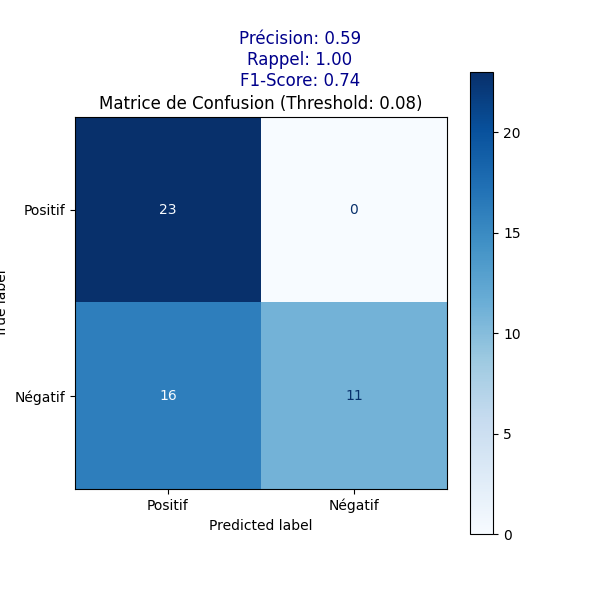 Précision: 0.59
Rappel: 1.00
F1-Score: 0.74
Matrice de Confusion (Threshold: 0.08)
Positif
23
0
Négatif
16
11
Positif
Négatif
Predicted label
label
20
15
10
5
0